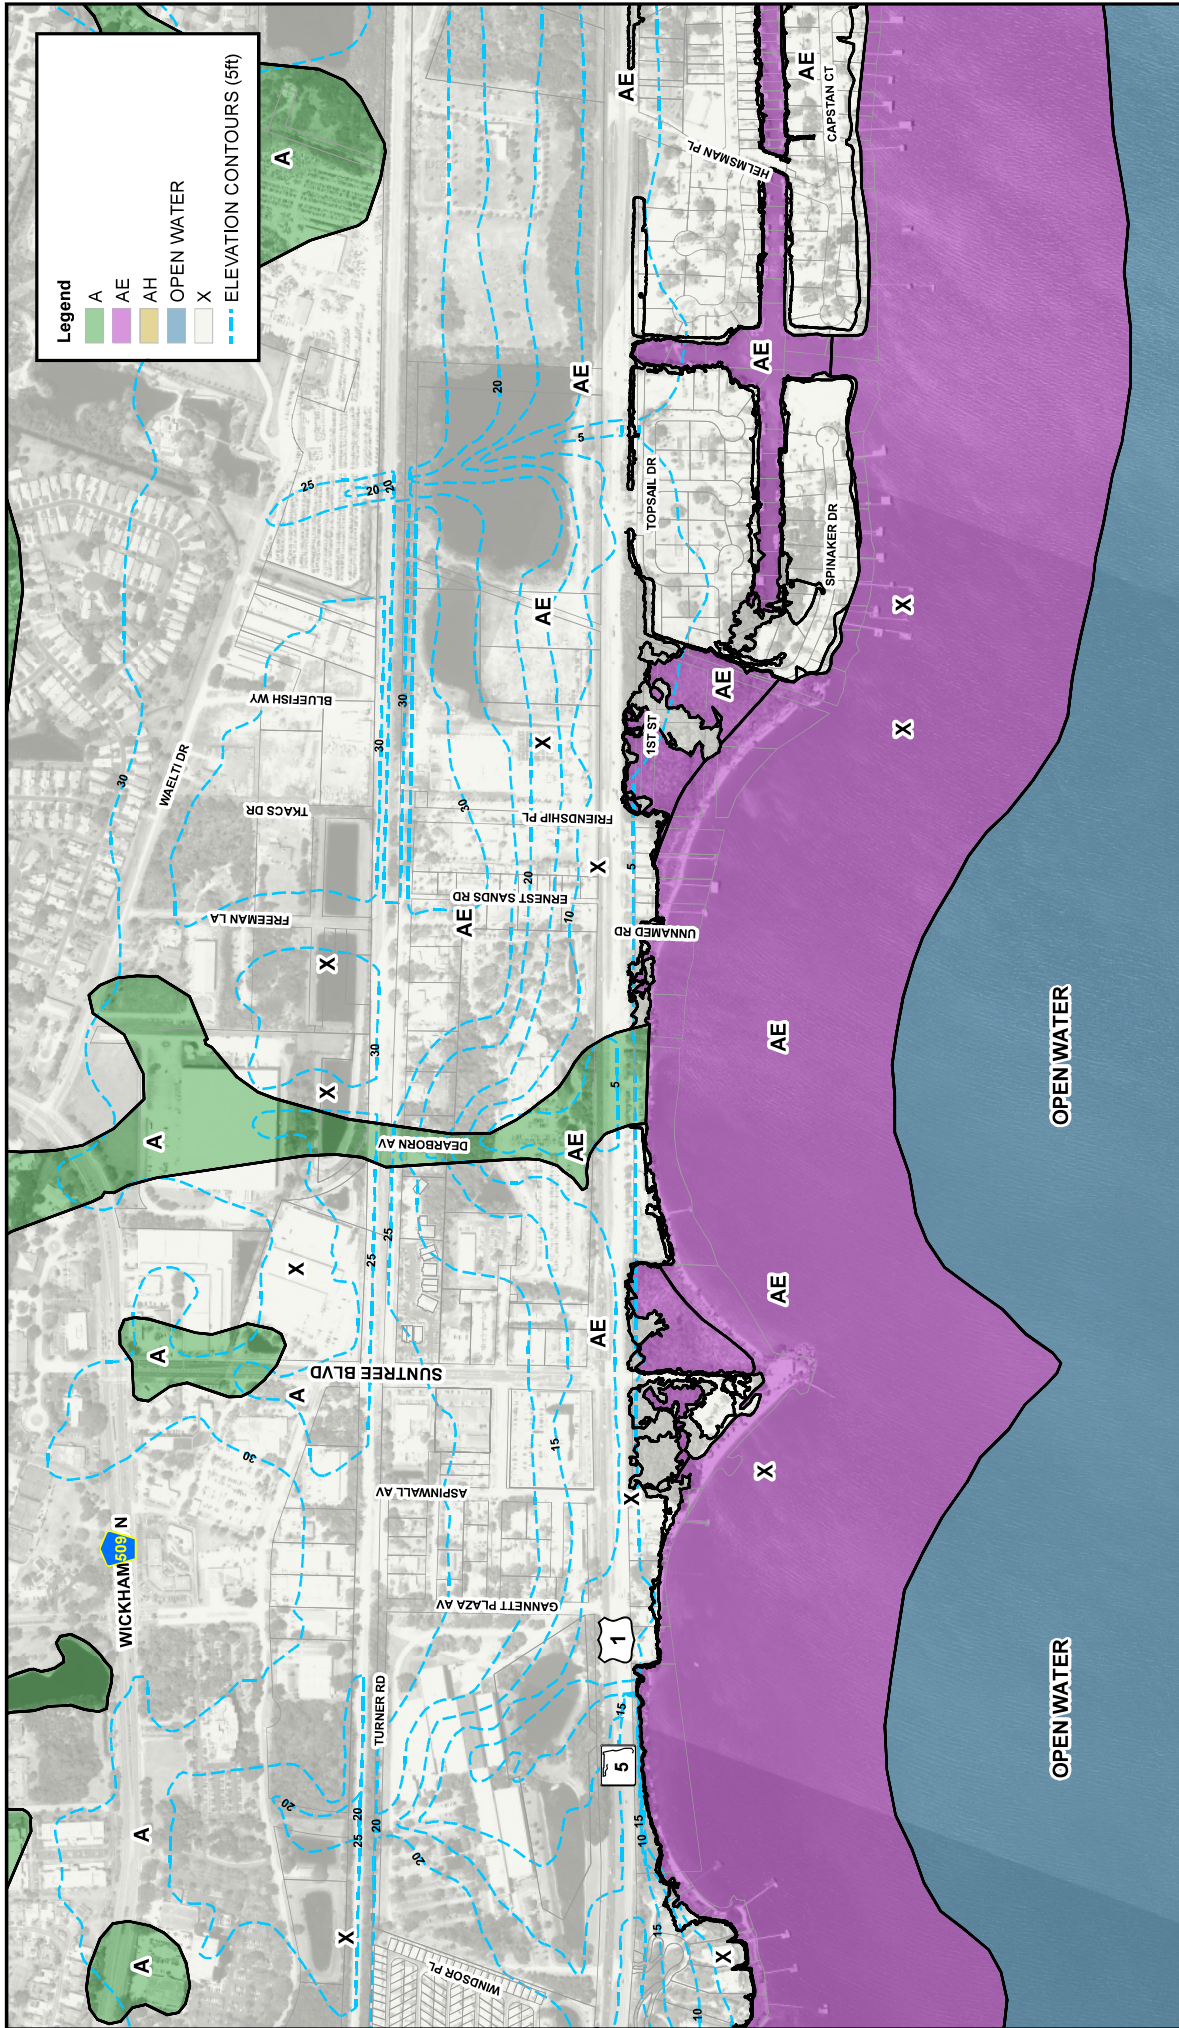 Legend
A
AE
AH
OPEN WATER
X
ELEVATION CONTOURS (5ft)
A
AE
AE
CAPSTAN CT
HELMSMAN PL
AE
AE
20
5
25
20
20
TOPSAIL DR
SPINAKER DR
X
AE
BLUEFISH WY
30
30
AE
1ST ST
X
X
30
WAELTI DR
TKACS DR
30
FRIENDSHIP PL
X
5
20
ERNEST SANDS RD
10
AE
FREEMAN LA
UNNAMED RD
X
30
X
A
DEARBORN AV
AE
5
AE
OPEN WATER
25
25
X
AE
AE
A
A
SUNTREE BLVD
30
15
X
X
ASPINWALL AV
WICKHAM
509
N
GANNETT PLAZA AV
1
TURNER RD
15
5
OPEN WATER
20
A
25
20
20
20
10
15
A
X
WINDSOR PL
15
X
10